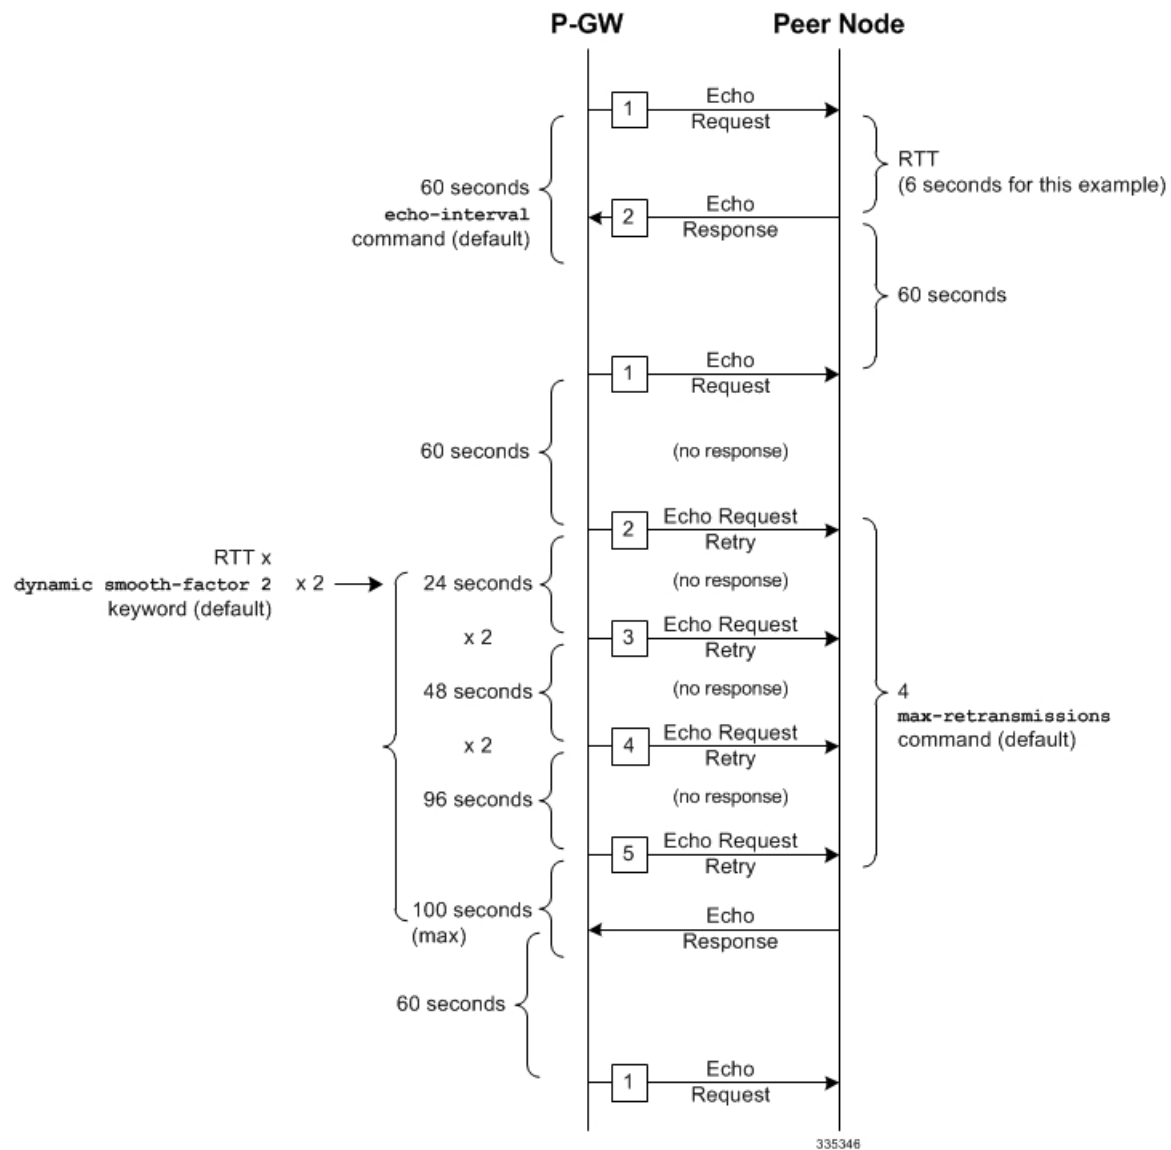 P-GW
Peer Node
1
Echo
Request
RTT
(6 seconds for this example)
60 seconds
echo-interval
command (default)
2
Echo
Response
60 seconds
1
Echo
Request
60 seconds
(no response)
2
Echo Request
Retry
RTT x
dynamic smooth-factor 2
keyword (default)
x 2
24 seconds
(no response)
x 2
3
Echo Request
Retry
48 seconds
(no response)
4
max-retransmissions
command (default)
x 2
4
Echo Request
Retry
96 seconds
(no response)
5
Echo Request
Retry
100 seconds
(max)
Echo
Response
60 seconds
1
Echo
Request
335346